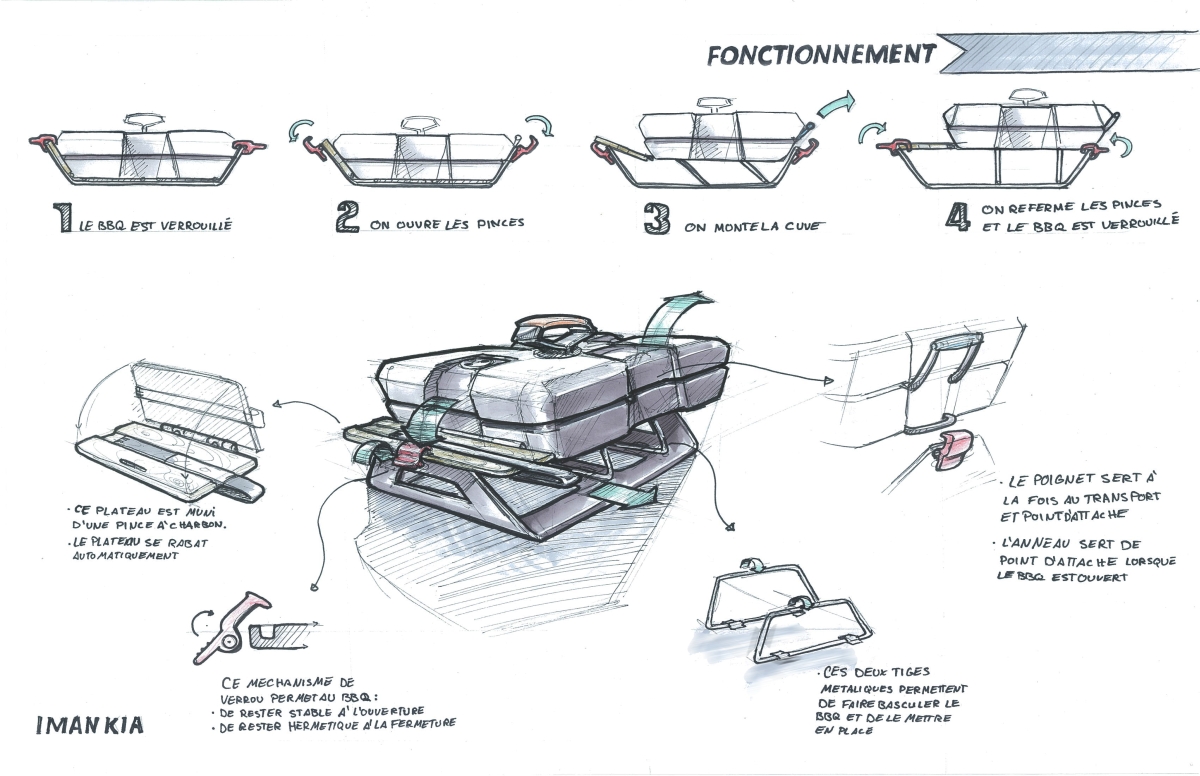 FONCTIONNEMENT
1 LE BBQ EST VERROUILLÉ
2 ON OUVRE LES PINCES
3 ON MONTE LA CUVE
4 ON REFERME LES PINCES
ET LE BBQ EST VERROUILLÉ
• CE PLATEAU EST MUNI
D'UNE PINCE À CHARBON.
• LE PLATEAU SE RABAT
AUTOMATIQUEMENT
• LE POIGNET SERT À
LA FOIS AU TRANSPORT
ET POINT D'ATTACHE
• L'ANNEAU SERT DE
POINT D'ATTACHE LORSQUE
LE BBQ EST OUVERT
CE MECHANISME DE
VERROU PERMET AU BBQ :
• DE RESTER STABLE À L'OUVERTURE
• DE RESTER HERMETIQUE À LA FERMETURE
• CES DEUX TIGES
METALIQUES PERMETTENT
DE FAIRE BASCULER LE
BBQ ET DE LE METTRE
EN PLACE
IMAN KIA